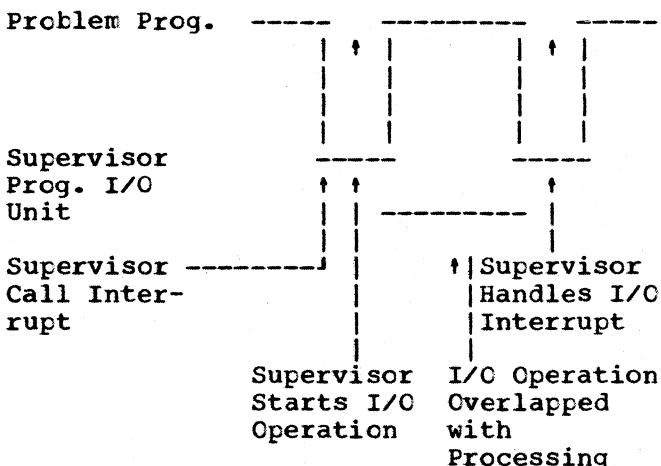 Problem Prog.
Supervisor
Prog. I/O
Unit
Supervisor
Call Inter-
rupt
Supervisor
Handles I/O
Interrupt
Supervisor
Starts I/O
Operation
I/O Operation
Overlapped
with
Processing